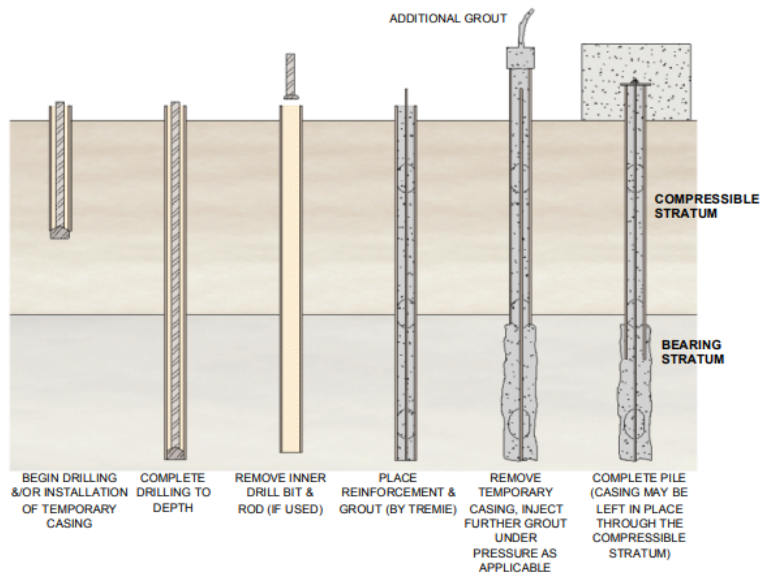 ADDITIONAL GROUT
COMPRESSIBLE
STRATUM
BEARING
STRATUM
BEGIN DRILLING
&/OR INSTALLATION
OF TEMPORARY
CASING
COMPLETE
DRILLING TO
DEPTH
REMOVE INNER
DRILL BIT &
ROD (IF USED)
PLACE
REINFORCEMENT &
GROUT (BY TREMIE)
REMOVE
TEMPORARY
CASING, INJECT
FURTHER GROUT
UNDER
PRESSURE AS
APPLICABLE
COMPLETE PILE
(CASING MAY BE
LEFT IN PLACE
THROUGH THE
COMPRESSIBLE
STRATUM)